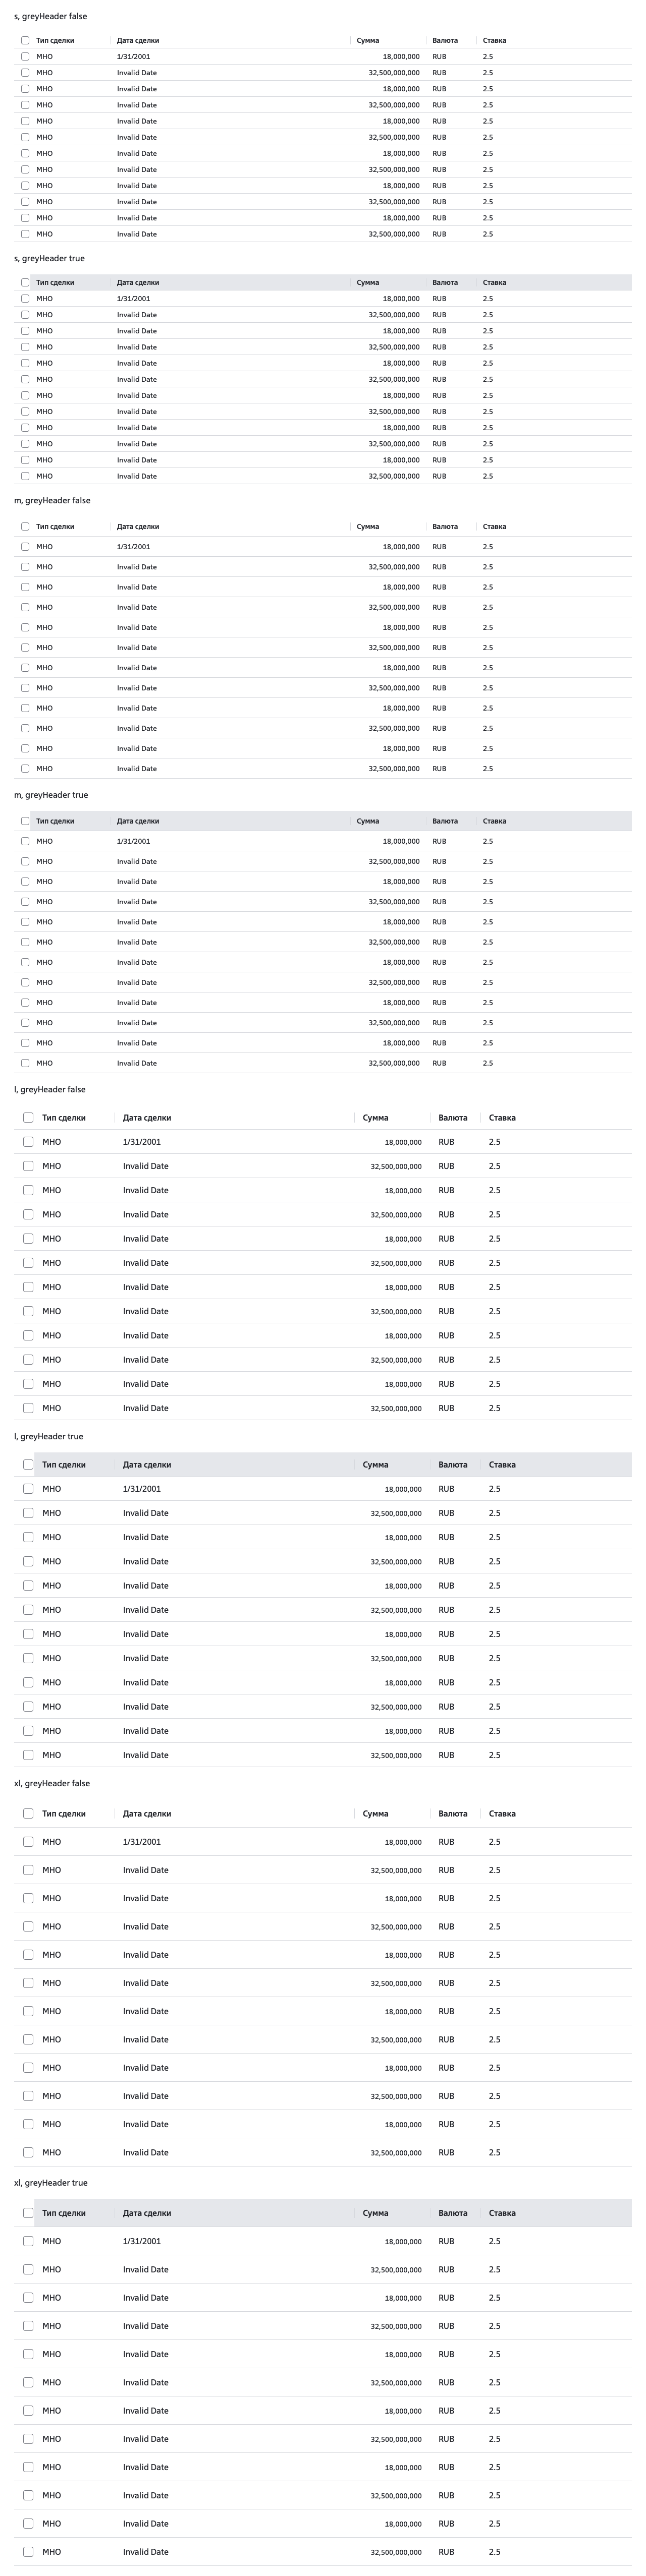 s, greyHeader false
Тип сделки Дата сделки Сумма Валюта Ставка
МНО 1/31/2001 18,000,000 RUB 2.5
МНО Invalid Date 32,500,000,000 RUB 2.5
МНО Invalid Date 18,000,000 RUB 2.5
МНО Invalid Date 32,500,000,000 RUB 2.5
МНО Invalid Date 18,000,000 RUB 2.5
МНО Invalid Date 32,500,000,000 RUB 2.5
МНО Invalid Date 18,000,000 RUB 2.5
МНО Invalid Date 32,500,000,000 RUB 2.5
МНО Invalid Date 18,000,000 RUB 2.5
МНО Invalid Date 32,500,000,000 RUB 2.5
МНО Invalid Date 18,000,000 RUB 2.5
МНО Invalid Date 32,500,000,000 RUB 2.5
s, greyHeader true
Тип сделки Дата сделки Сумма Валюта Ставка
МНО 1/31/2001 18,000,000 RUB 2.5
МНО Invalid Date 32,500,000,000 RUB 2.5
МНО Invalid Date 18,000,000 RUB 2.5
МНО Invalid Date 32,500,000,000 RUB 2.5
МНО Invalid Date 18,000,000 RUB 2.5
МНО Invalid Date 32,500,000,000 RUB 2.5
МНО Invalid Date 18,000,000 RUB 2.5
МНО Invalid Date 32,500,000,000 RUB 2.5
МНО Invalid Date 18,000,000 RUB 2.5
МНО Invalid Date 32,500,000,000 RUB 2.5
МНО Invalid Date 18,000,000 RUB 2.5
МНО Invalid Date 32,500,000,000 RUB 2.5
m, greyHeader false
Тип сделки Дата сделки Сумма Валюта Ставка
МНО 1/31/2001 18,000,000 RUB 2.5
МНО Invalid Date 32,500,000,000 RUB 2.5
МНО Invalid Date 18,000,000 RUB 2.5
МНО Invalid Date 32,500,000,000 RUB 2.5
МНО Invalid Date 18,000,000 RUB 2.5
МНО Invalid Date 32,500,000,000 RUB 2.5
МНО Invalid Date 18,000,000 RUB 2.5
МНО Invalid Date 32,500,000,000 RUB 2.5
МНО Invalid Date 18,000,000 RUB 2.5
МНО Invalid Date 32,500,000,000 RUB 2.5
МНО Invalid Date 18,000,000 RUB 2.5
МНО Invalid Date 32,500,000,000 RUB 2.5
m, greyHeader true
Тип сделки Дата сделки Сумма Валюта Ставка
МНО 1/31/2001 18,000,000 RUB 2.5
МНО Invalid Date 32,500,000,000 RUB 2.5
МНО Invalid Date 18,000,000 RUB 2.5
МНО Invalid Date 32,500,000,000 RUB 2.5
МНО Invalid Date 18,000,000 RUB 2.5
МНО Invalid Date 32,500,000,000 RUB 2.5
МНО Invalid Date 18,000,000 RUB 2.5
МНО Invalid Date 32,500,000,000 RUB 2.5
МНО Invalid Date 18,000,000 RUB 2.5
МНО Invalid Date 32,500,000,000 RUB 2.5
МНО Invalid Date 18,000,000 RUB 2.5
МНО Invalid Date 32,500,000,000 RUB 2.5
l, greyHeader false
Тип сделки Дата сделки Сумма Валюта Ставка
МНО 1/31/2001 18,000,000 RUB 2.5
МНО Invalid Date 32,500,000,000 RUB 2.5
МНО Invalid Date 18,000,000 RUB 2.5
МНО Invalid Date 32,500,000,000 RUB 2.5
МНО Invalid Date 18,000,000 RUB 2.5
МНО Invalid Date 32,500,000,000 RUB 2.5
МНО Invalid Date 18,000,000 RUB 2.5
МНО Invalid Date 32,500,000,000 RUB 2.5
МНО Invalid Date 18,000,000 RUB 2.5
МНО Invalid Date 32,500,000,000 RUB 2.5
МНО Invalid Date 18,000,000 RUB 2.5
МНО Invalid Date 32,500,000,000 RUB 2.5
l, greyHeader true
Тип сделки Дата сделки Сумма Валюта Ставка
МНО 1/31/2001 18,000,000 RUB 2.5
МНО Invalid Date 32,500,000,000 RUB 2.5
МНО Invalid Date 18,000,000 RUB 2.5
МНО Invalid Date 32,500,000,000 RUB 2.5
МНО Invalid Date 18,000,000 RUB 2.5
МНО Invalid Date 32,500,000,000 RUB 2.5
МНО Invalid Date 18,000,000 RUB 2.5
МНО Invalid Date 32,500,000,000 RUB 2.5
МНО Invalid Date 18,000,000 RUB 2.5
МНО Invalid Date 32,500,000,000 RUB 2.5
МНО Invalid Date 18,000,000 RUB 2.5
МНО Invalid Date 32,500,000,000 RUB 2.5
xl, greyHeader false
Тип сделки Дата сделки Сумма Валюта Ставка
МНО 1/31/2001 18,000,000 RUB 2.5
МНО Invalid Date 32,500,000,000 RUB 2.5
МНО Invalid Date 18,000,000 RUB 2.5
МНО Invalid Date 32,500,000,000 RUB 2.5
МНО Invalid Date 18,000,000 RUB 2.5
МНО Invalid Date 32,500,000,000 RUB 2.5
МНО Invalid Date 18,000,000 RUB 2.5
МНО Invalid Date 32,500,000,000 RUB 2.5
МНО Invalid Date 18,000,000 RUB 2.5
МНО Invalid Date 32,500,000,000 RUB 2.5
МНО Invalid Date 18,000,000 RUB 2.5
МНО Invalid Date 32,500,000,000 RUB 2.5
xl, greyHeader true
Тип сделки Дата сделки Сумма Валюта Ставка
МНО 1/31/2001 18,000,000 RUB 2.5
МНО Invalid Date 32,500,000,000 RUB 2.5
МНО Invalid Date 18,000,000 RUB 2.5
МНО Invalid Date 32,500,000,000 RUB 2.5
МНО Invalid Date 18,000,000 RUB 2.5
МНО Invalid Date 32,500,000,000 RUB 2.5
МНО Invalid Date 18,000,000 RUB 2.5
МНО Invalid Date 32,500,000,000 RUB 2.5
МНО Invalid Date 18,000,000 RUB 2.5
МНО Invalid Date 32,500,000,000 RUB 2.5
МНО Invalid Date 18,000,000 RUB 2.5
МНО Invalid Date 32,500,000,000 RUB 2.5